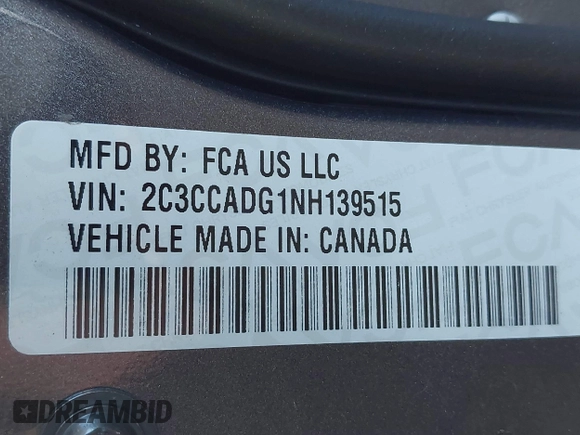 MFD BY: FCA US LLC
VIN: 2C3CCADG1NH139515
VEHICLE MADE IN: CANADA
DREAMBID